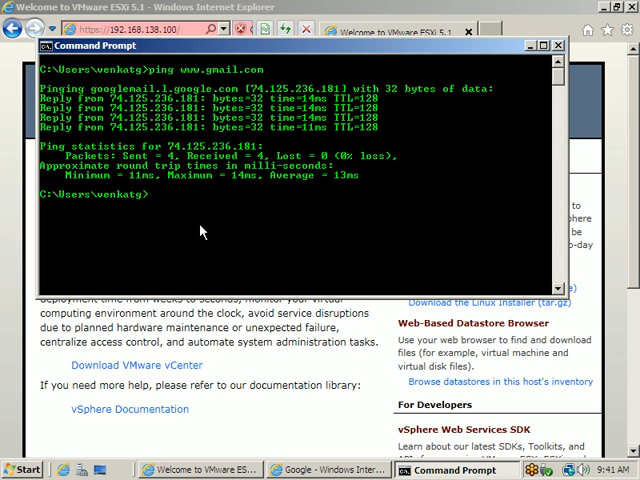 Welcome to VMware ESXi 5.1 - Windows Internet Explorer
https://192.168.138.100/
Welcome to VMware ESXi 5.1
Command Prompt
C:\Users\venkatg>ping www.gmail.com
Pinging googlemail.l.google.com [74.125.236.181] with 32 bytes of data:
Reply from 74.125.236.181: bytes=32 time=14ms TTL=128
Reply from 74.125.236.181: bytes=32 time=14ms TTL=128
Reply from 74.125.236.181: bytes=32 time=14ms TTL=128
Reply from 74.125.236.181: bytes=32 time=11ms TTL=128
Ping statistics for 74.125.236.181:
Packets: Sent = 4, Received = 4, Lost = 0 (0% loss),
Approximate round trip times in milli-seconds:
Minimum = 11ms, Maximum = 14ms, Average = 13ms
C:\Users\venkatg>
deployment time from weeks to seconds, monitor your virtual
computing environment around the clock, avoid service disruptions
due to planned hardware maintenance or unexpected failure,
centralize access control, and automate system administration tasks.
Download VMware vCenter
If you need more help, please refer to our documentation library:
vSphere Documentation
to
phere
be
o-day
e)
Download the Linux Installer (tar.gz)
Web-Based Datastore Browser
Use your web browser to find and download
files (for example, virtual machine and
virtual disk files).
Browse datastores in this host's inventory
For Developers
vSphere Web Services SDK
Learn about our latest SDKs, Toolkits, and
Start
Welcome to VMware ES...
Google - Windows Inter...
Command Prompt
9:41 AM